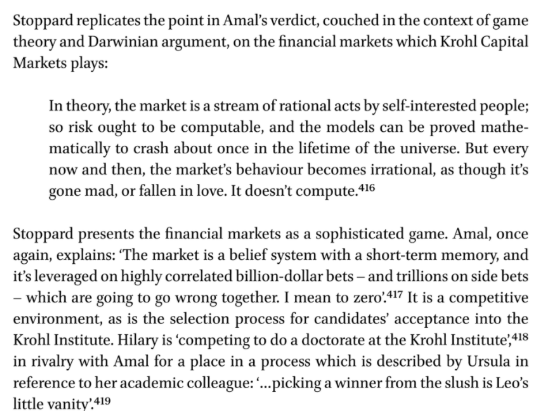 Stoppard replicates the point in Amal’s verdict, couched in the context of game
theory and Darwinian argument, on the financial markets which Krohl Capital
Markets plays:
In theory, the market is a stream of rational acts by self-interested people;
so risk ought to be computable, and the models can be proved mathe-
matically to crash about once in the lifetime of the universe. But every
now and then, the market’s behaviour becomes irrational, as though it’s
gone mad, or fallen in love. It doesn’t compute.416
Stoppard presents the financial markets as a sophisticated game. Amal, once
again, explains: ‘The market is a belief system with a short-term memory, and
it’s leveraged on highly correlated billion-dollar bets – and trillions on side bets
– which are going to go wrong together. I mean to zero’.417 It is a competitive
environment, as is the selection process for candidates’ acceptance into the
Krohl Institute. Hilary is ‘competing to do a doctorate at the Krohl Institute’,418
in rivalry with Amal for a place in a process which is described by Ursula in
reference to her academic colleague: ‘…picking a winner from the slush is Leo’s
little vanity’.419